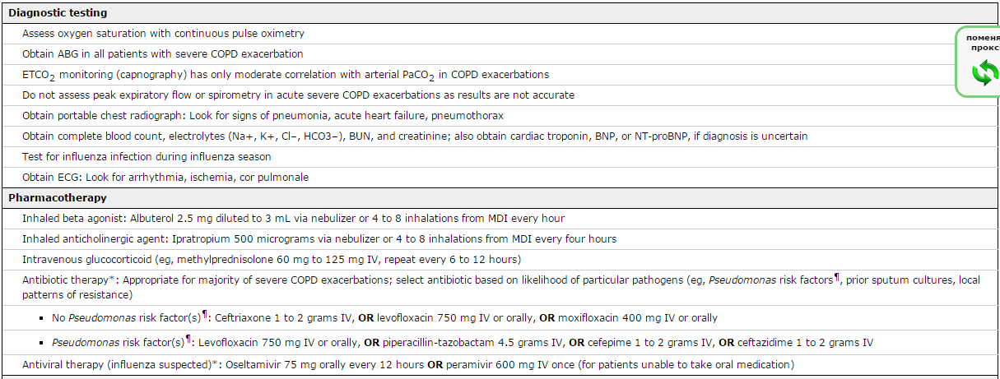 Diagnostic testing
Assess oxygen saturation with continuous pulse oximetry
Obtain ABG in all patients with severe COPD exacerbation
ETCO2 monitoring (capnography) has only moderate correlation with arterial PaCO2 in COPD exacerbations
Do not assess peak expiratory flow or spirometry in acute severe COPD exacerbations as results are not accurate
Obtain portable chest radiograph: Look for signs of pneumonia, acute heart failure, pneumothorax
Obtain complete blood count, electrolytes (Na+, K+, Cl–, HCO3–), BUN, and creatinine; also obtain cardiac troponin, BNP, or NT-proBNP, if diagnosis is uncertain
Test for influenza infection during influenza season
Obtain ECG: Look for arrhythmia, ischemia, cor pulmonale
Pharmacotherapy
Inhaled beta agonist: Albuterol 2.5 mg diluted to 3 mL via nebulizer or 4 to 8 inhalations from MDI every hour
Inhaled anticholinergic agent: Ipratropium 500 micrograms via nebulizer or 4 to 8 inhalations from MDI every four hours
Intravenous glucocorticoid (eg, methylprednisolone 60 mg to 125 mg IV, repeat every 6 to 12 hours)
Antibiotic therapy*: Appropriate for majority of severe COPD exacerbations; select antibiotic based on likelihood of particular pathogens (eg, Pseudomonas risk factors¶, prior sputum cultures, local
patterns of resistance)
▪ No Pseudomonas risk factor(s)¶: Ceftriaxone 1 to 2 grams IV, OR levofloxacin 750 mg IV or orally, OR moxifloxacin 400 mg IV or orally
▪ Pseudomonas risk factor(s)¶: Levofloxacin 750 mg IV or orally, OR piperacillin-tazobactam 4.5 grams IV, OR cefepime 1 to 2 grams IV, OR ceftazidime 1 to 2 grams IV
Antiviral therapy (influenza suspected)*: Oseltamivir 75 mg orally every 12 hours OR peramivir 600 mg IV once (for patients unable to take oral medication)
поменя
прокс